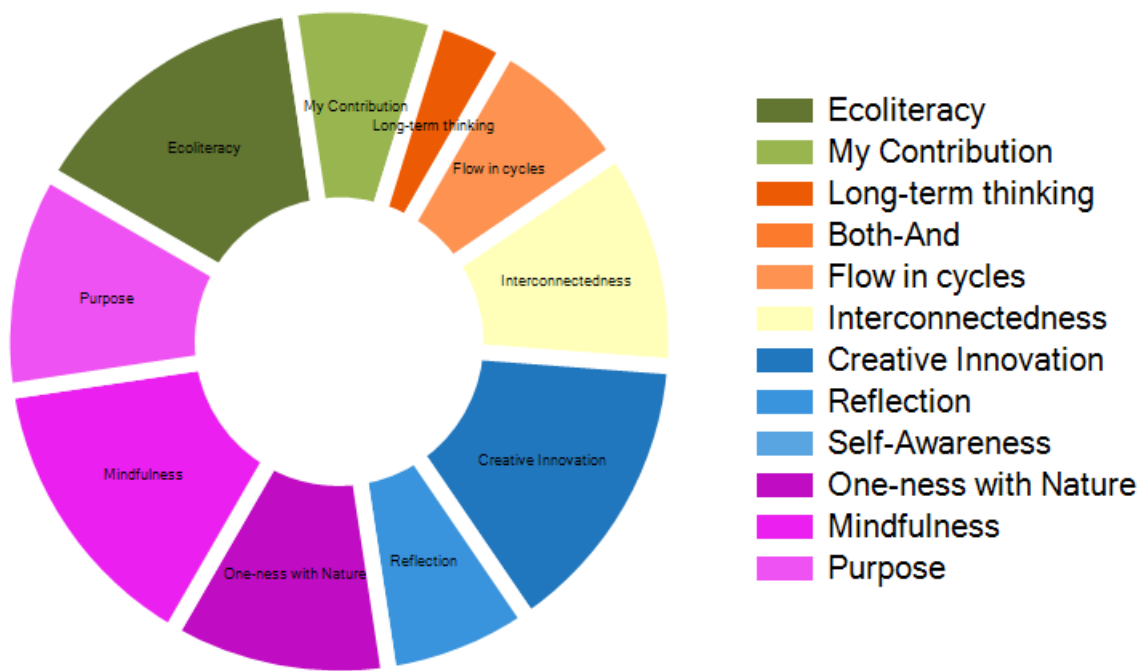 My Contribution
Long-term thinking
Ecoliteracy
Flow in cycles
Interconnectedness
Purpose
Creative Innovation
Mindfulness
Reflection
One-ness with Nature
Ecoliteracy
My Contribution
Long-term thinking
Both-And
Flow in cycles
Interconnectedness
Creative Innovation
Reflection
Self-Awareness
One-ness with Nature
Mindfulness
Purpose